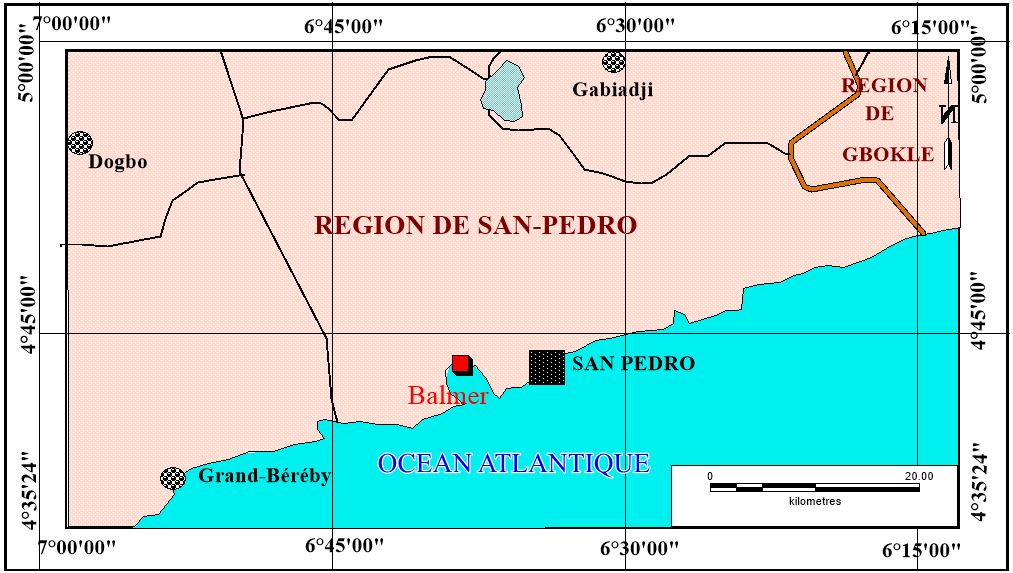 7°00'00"
6°45'00"
6°30'00"
6°15'00"
5°00'00"
5°00'00"
Gabiadji
REGION
DE
GBOKLE
N
Dogbo
REGION DE SAN-PEDRO
4°45'00"
4°45'00"
SAN PEDRO
Balmer
OCEAN ATLANTIQUE
Grand-Béréby
4°35'24"
4°35'24"
0
20.00
kilometres
7°00'00"
6°45'00"
6°30'00"
6°15'00"